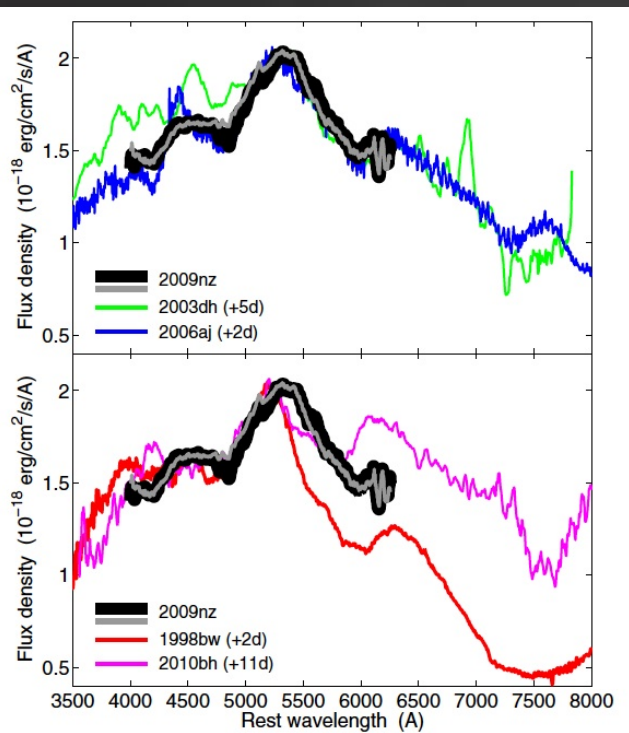 2
1.5
1
0.5
Flux density (10⁻¹⁸ erg/cm²/s/A)
2009nz
2003dh (+5d)
2006aj (+2d)
2
1.5
1
0.5
Flux density (10⁻¹⁸ erg/cm²/s/A)
2009nz
1998bw (+2d)
2010bh (+11d)
3500 4000 4500 5000 5500 6000 6500 7000 7500 8000
Rest wavelength (A)